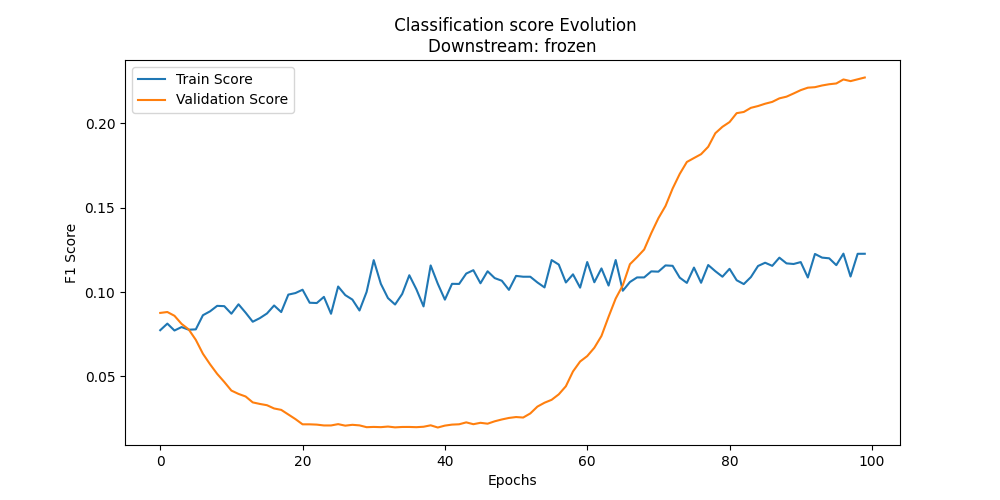 Classification score Evolution
Downstream: frozen
Train Score
Validation Score
F1 Score
0.20
0.15
0.10
0.05
0 20 40 60 80 100
Epochs